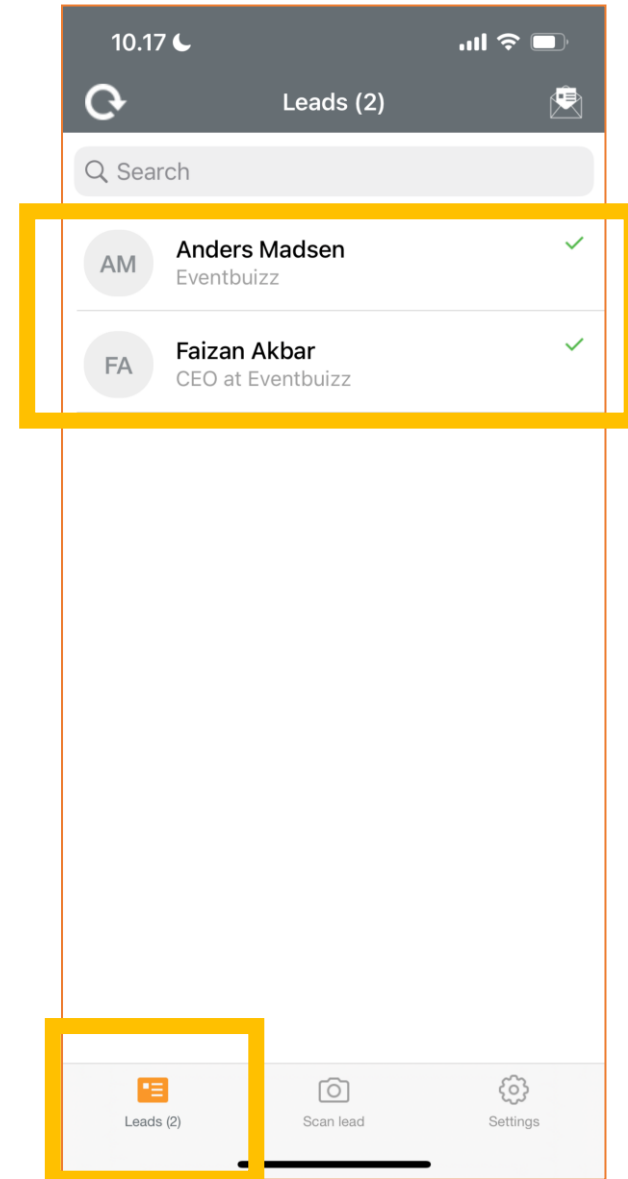 10.17
Leads (2)
Search
AM
Anders Madsen
Eventbuizz
FA
Faizan Akbar
CEO at Eventbuizz
Leads (2)
Scan lead
Settings